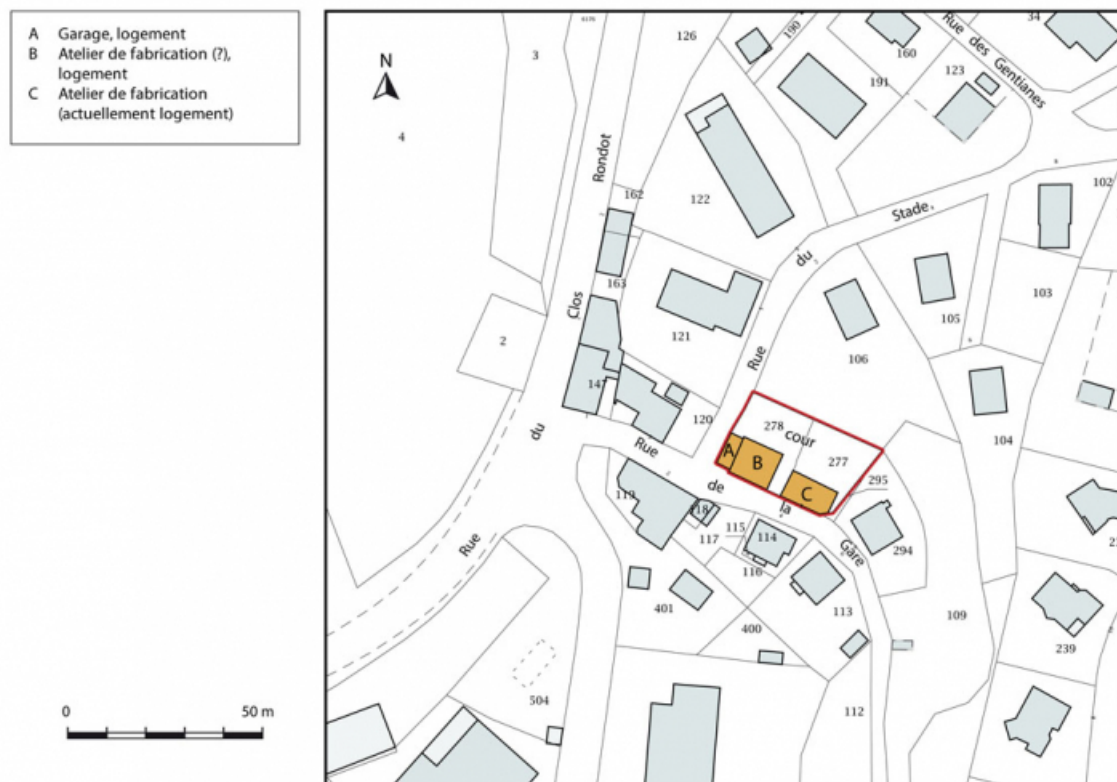 A Garage, logement
B Atelier de fabrication (?),
logement
C Atelier de fabrication
(actuellement logement)
N
0 50 m
4
3
126
190
160
34
191
123
Rue des Gentianes
102
162
122
Rondot
Stade
du
103
163
105
Clos
121
2
106
Rue
147
104
120
278
cour
277
du
Rue
A
B
C
de
la
295
119
118
115
114
117
Gare
294
Rue
116
401
113
400
109
239
504
112